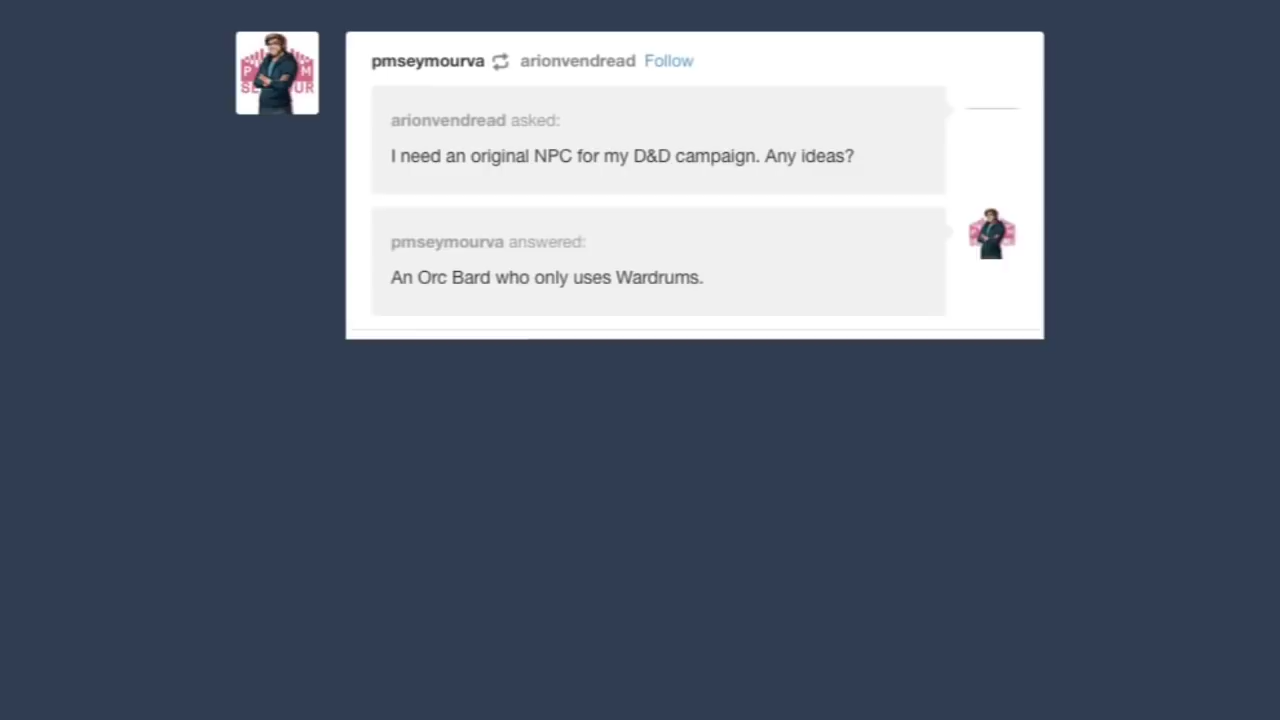 pmseymourva arionvendread Follow
arionvendread asked:
I need an original NPC for my D&D campaign. Any ideas?
pmseymourva answered:
An Orc Bard who only uses Wardrums.